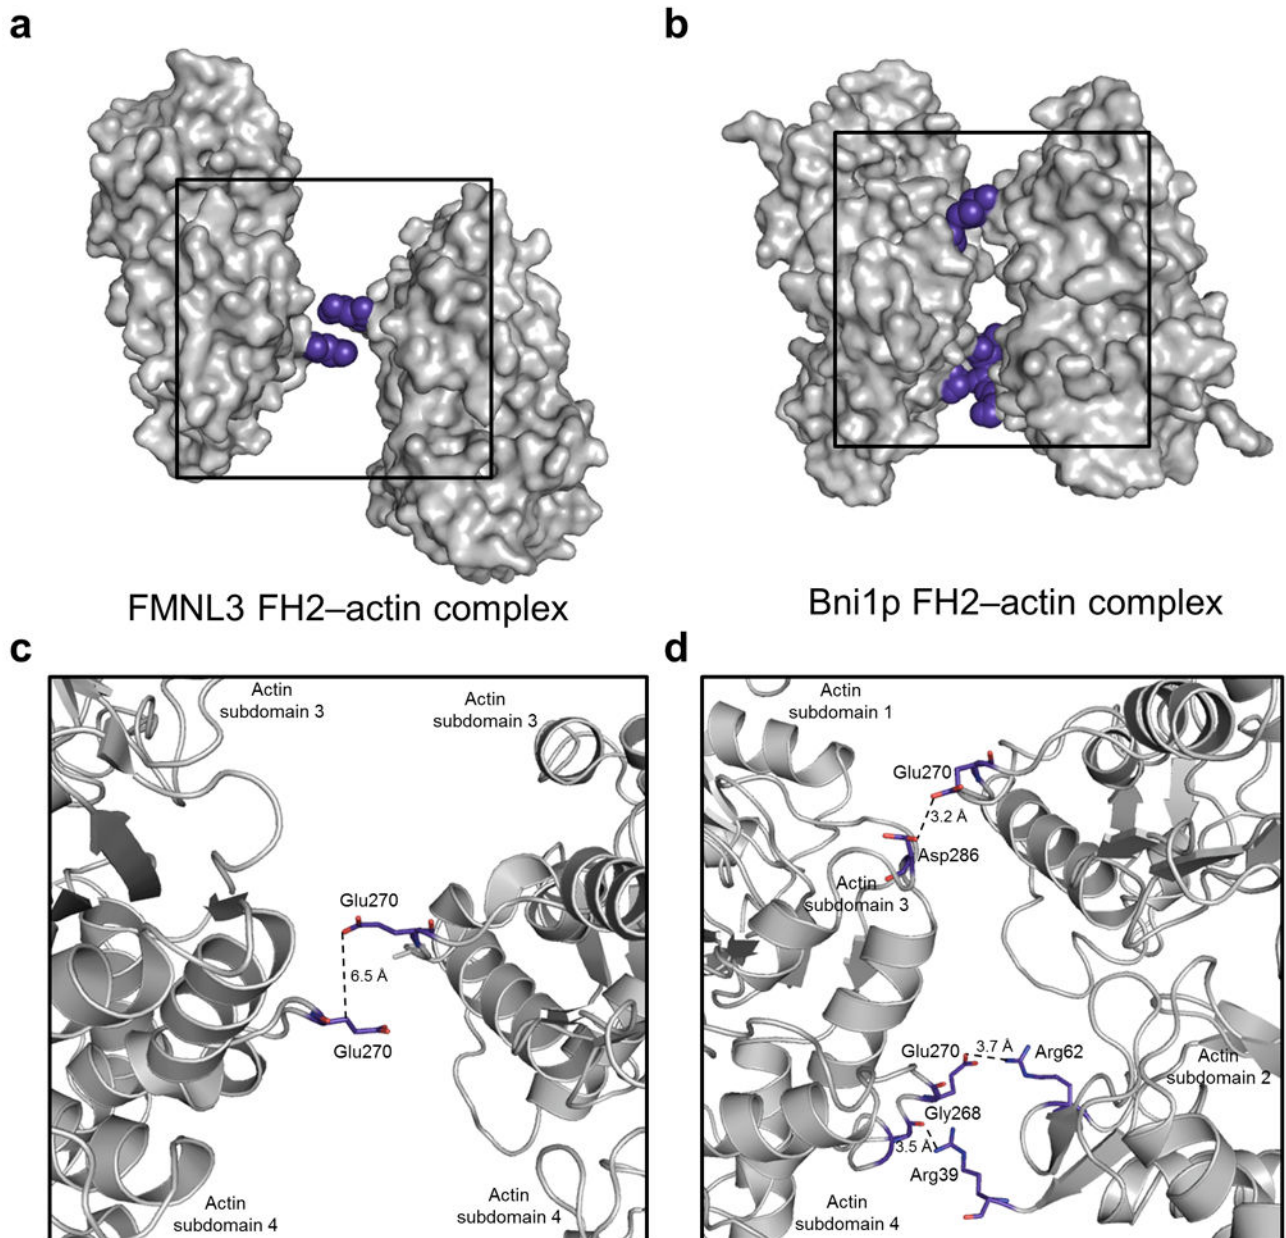 a
b
FMNL3 FH2–actin complex
Bni1p FH2–actin complex
c
d
Actin
subdomain 3
Actin
subdomain 3
Glu270
6.5 Å
Glu270
Actin
subdomain 4
Actin
subdomain 4
Actin
subdomain 1
Glu270
3.2 Å
Asp286
Actin
subdomain 3
Glu270
3.7 Å
Arg62
Actin
subdomain 2
Gly268
3.5 Å
Arg39
Actin
subdomain 4